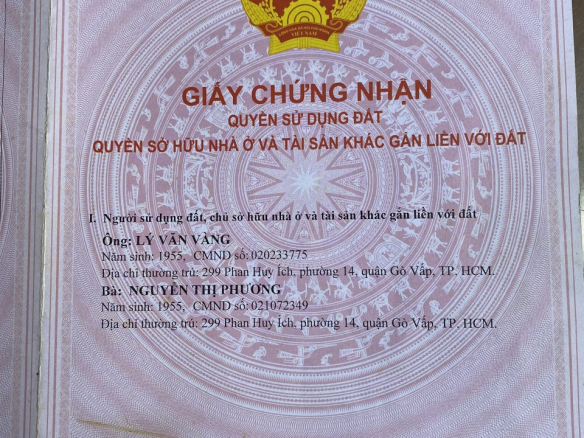 VIỆT NAM
GIẤY CHỨNG NHẬN
QUYỀN SỬ DỤNG ĐẤT
QUYỀN SỞ HỮU NHÀ Ở VÀ TÀI SẢN KHÁC GẮN LIỀN VỚI ĐẤT
I. Người sử dụng đất, chủ sở hữu nhà ở và tài sản khác gắn liền với đất
Ông: LÝ VĂN VÀNG
Năm sinh: 1955, CMND số: 020233775
Địa chỉ thường trú: 299 Phan Huy Ích, phường 14, quận Gò Vấp, TP. HCM.
Bà: NGUYỄN THỊ PHƯƠNG
Năm sinh: 1955, CMND số: 021072349
Địa chỉ thường trú: 299 Phan Huy Ích, phường 14, quận Gò Vấp, TP. HCM.